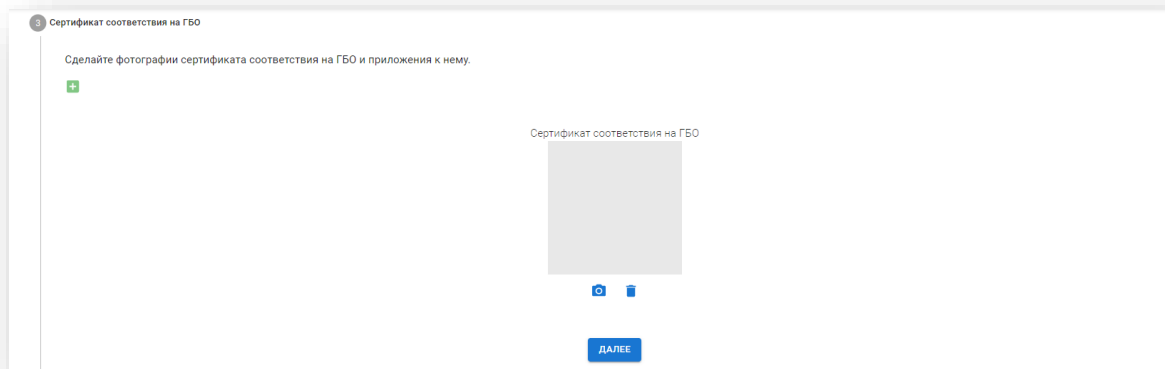 3 Сертификат соответствия на ГБО
Сделайте фотографии сертификата соответствия на ГБО и приложения к нему.
Сертификат соответствия на ГБО
ДАЛЕЕ